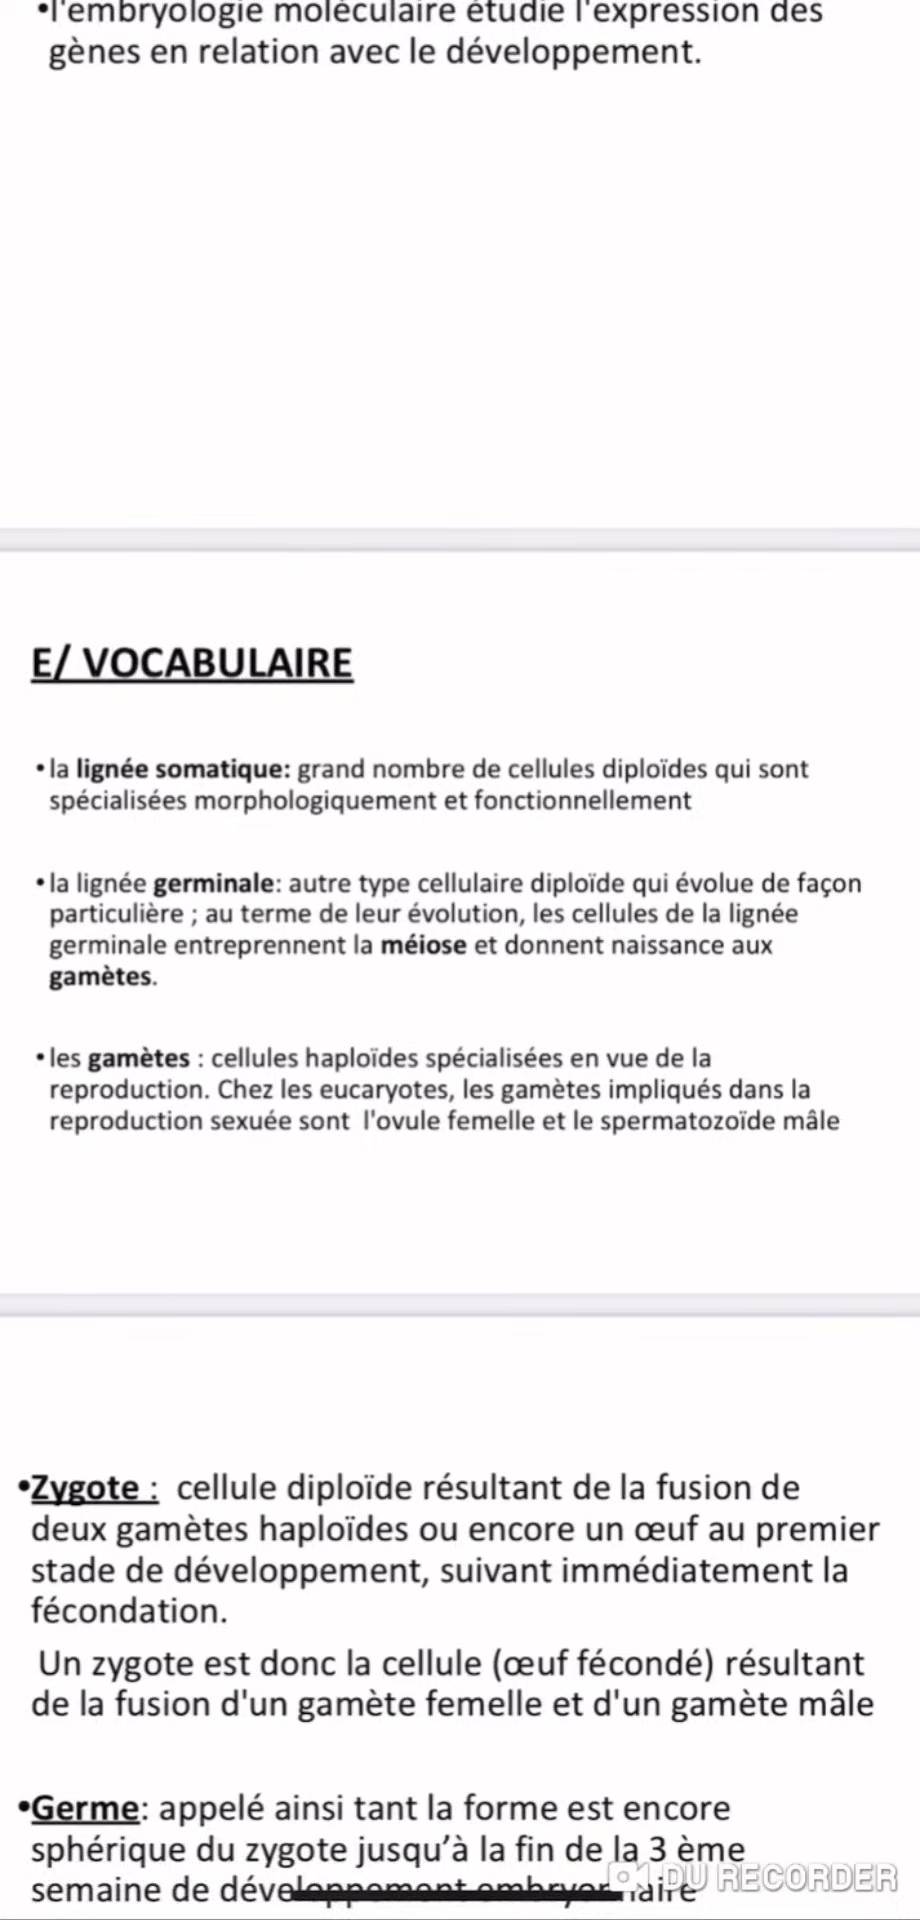 •l'embryologie moléculaire étudie l'expression des
gènes en relation avec le développement.
E/ VOCABULAIRE
•la lignée somatique: grand nombre de cellules diploïdes qui sont
spécialisées morphologiquement et fonctionnellement
•la lignée germinale: autre type cellulaire diploïde qui évolue de façon
particulière ; au terme de leur évolution, les cellules de la lignée
germinale entreprennent la méiose et donnent naissance aux
gamètes.
•les gamètes : cellules haploïdes spécialisées en vue de la
reproduction. Chez les eucaryotes, les gamètes impliqués dans la
reproduction sexuée sont l'ovule femelle et le spermatozoïde mâle
•Zygote : cellule diploïde résultant de la fusion de
deux gamètes haploïdes ou encore un œuf au premier
stade de développement, suivant immédiatement la
fécondation.
Un zygote est donc la cellule (œuf fécondé) résultant
de la fusion d'un gamète femelle et d'un gamète mâle
•Germe: appelé ainsi tant la forme est encore
sphérique du zygote jusqu’à la fin de la 3 ème
semaine de développement embryonnaire
DU RECORDER